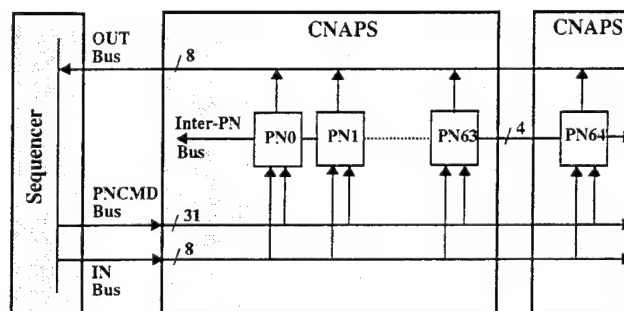 CNAPS
CNAPS
OUT
Bus
8
Inter-PN
Bus
PN0
PN1
PN63
4
PN64
Sequencer
PNCMD
Bus
31
8
IN
Bus